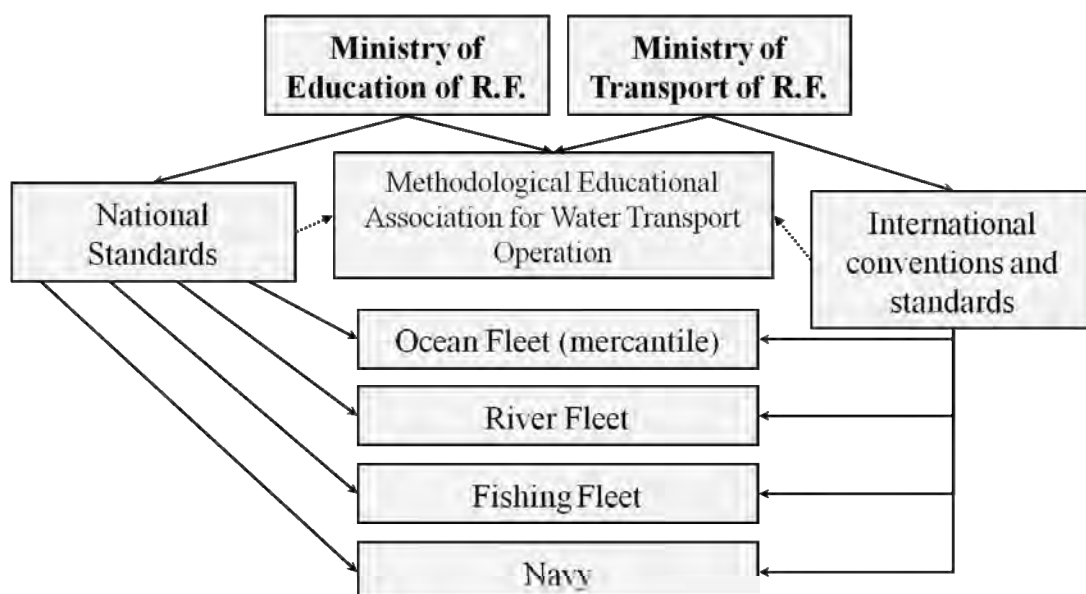 Ministry of
Education of R.F.
Ministry of
Transport of R.F.
Methodological Educational
Association for Water Transport
Operation
National
Standards
International
conventions and
standards
Ocean Fleet (mercantile)
River Fleet
Fishing Fleet
Navy